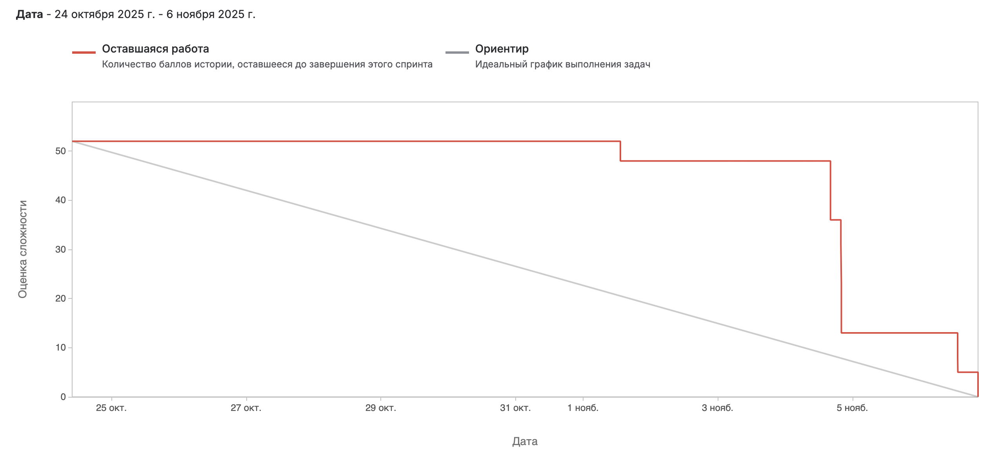 Дата - 24 октября 2025 г. - 6 ноября 2025 г.
Оставшаяся работа
Количество баллов истории, оставшееся до завершения этого спринта
Ориентир
Идеальный график выполнения задач
Оценка сложности
50
40
30
20
10
0
25 окт.
27 окт.
29 окт.
31 окт.
1 нояб.
3 нояб.
5 нояб.
Дата